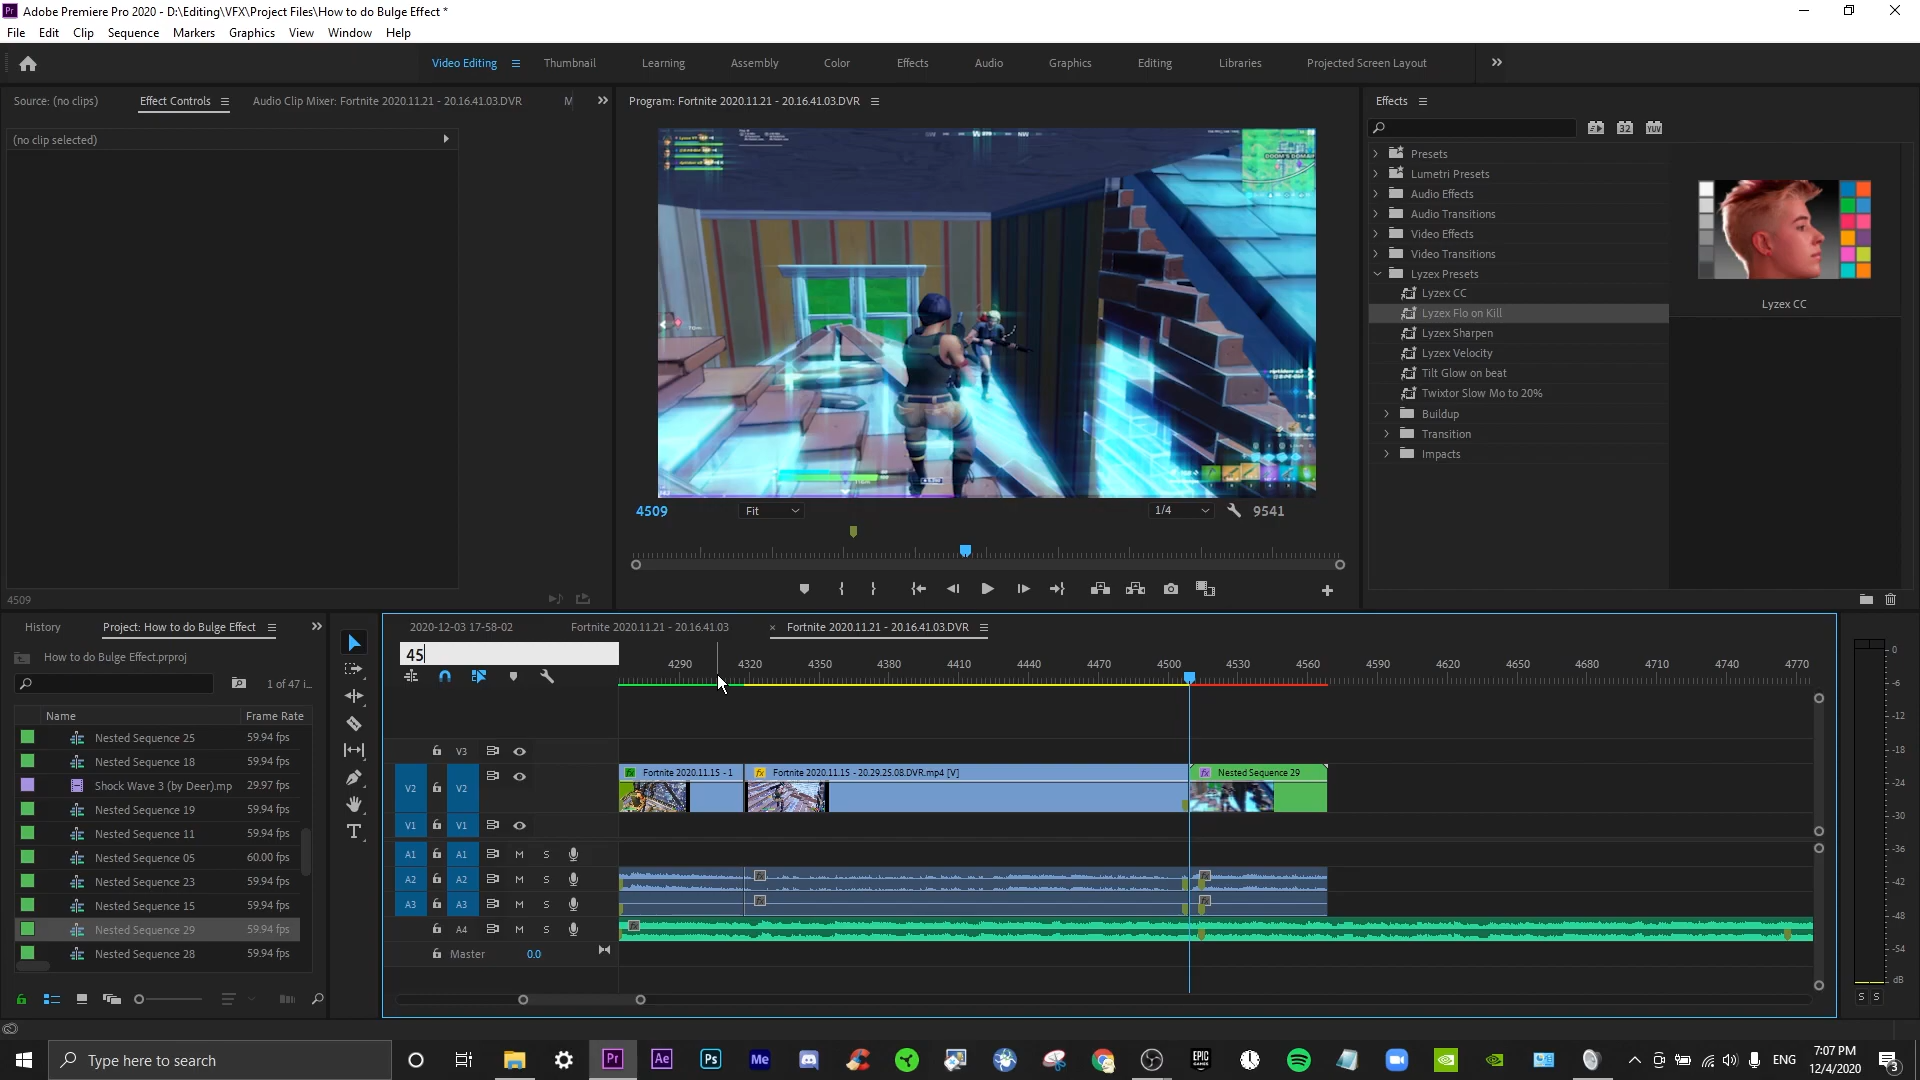 Adobe Premiere Pro 2020 - D:\Editing\VFX\Project Files\How to do Bulge Effect *
File Edit Clip Sequence Markers Graphics View Window Help
Video Editing Thumbnail Learning Assembly Color Effects Audio Graphics Editing Libraries Projected Screen Layout
Source: (no clips) Effect Controls Audio Clip Mixer: Fortnite 2020.11.21 - 20.16.41.03.DVR M
Program: Fortnite 2020.11.21 - 20.16.41.03.DVR
Effects
(no clip selected)
Presets
Lumetri Presets
Audio Effects
Audio Transitions
Video Effects
Video Transitions
Lyzex Presets
Lyzex CC
Lyzex Flo on Kill
Lyzex Sharpen
Lyzex Velocity
Tilt Glow on beat
Twixtor Slow Mo to 20%
Buildup
Transition
Impacts
Lyzex CC
4509 Fit 1/4 9541
4509
History Project: How to do Bulge Effect
How to do Bulge Effect.prproj
1 of 47 i...
Name Frame Rate
Nested Sequence 25 59.94 fps
Nested Sequence 18 59.94 fps
Shock Wave 3 (by Deer).mp 29.97 fps
Nested Sequence 19 59.94 fps
Nested Sequence 11 59.94 fps
Nested Sequence 05 60.00 fps
Nested Sequence 23 59.94 fps
Nested Sequence 15 59.94 fps
Nested Sequence 29 59.94 fps
Nested Sequence 28 59.94 fps
2020-12-03 17-58-02 Fortnite 2020.11.21 - 20.16.41.03 × Fortnite 2020.11.21 - 20.16.41.03.DVR
45
4290 4320 4350 4380 4410 4440 4470 4500 4530 4560 4590 4620 4650 4680 4710 4740 4770
V3
V2 V2
Fortnite 2020.11.15 - 1 Fortnite 2020.11.15 - 20.29.25.08.DVR.mp4 [V] Nested Sequence 29
V1 V1
A1 A1 M S
A2 A2 M S
A3 A3 M S
A4 M S
Master 0.0
0
-6
-12
-18
-24
-30
-36
-42
-48
-54
dB
S S
Type here to search
ENG
7:07 PM
12/4/2020
3